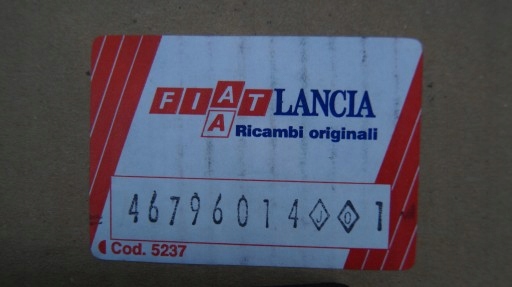 FIAT LANCIA
A
Ricambi originali
46796014 J 0 1
Cod. 5237